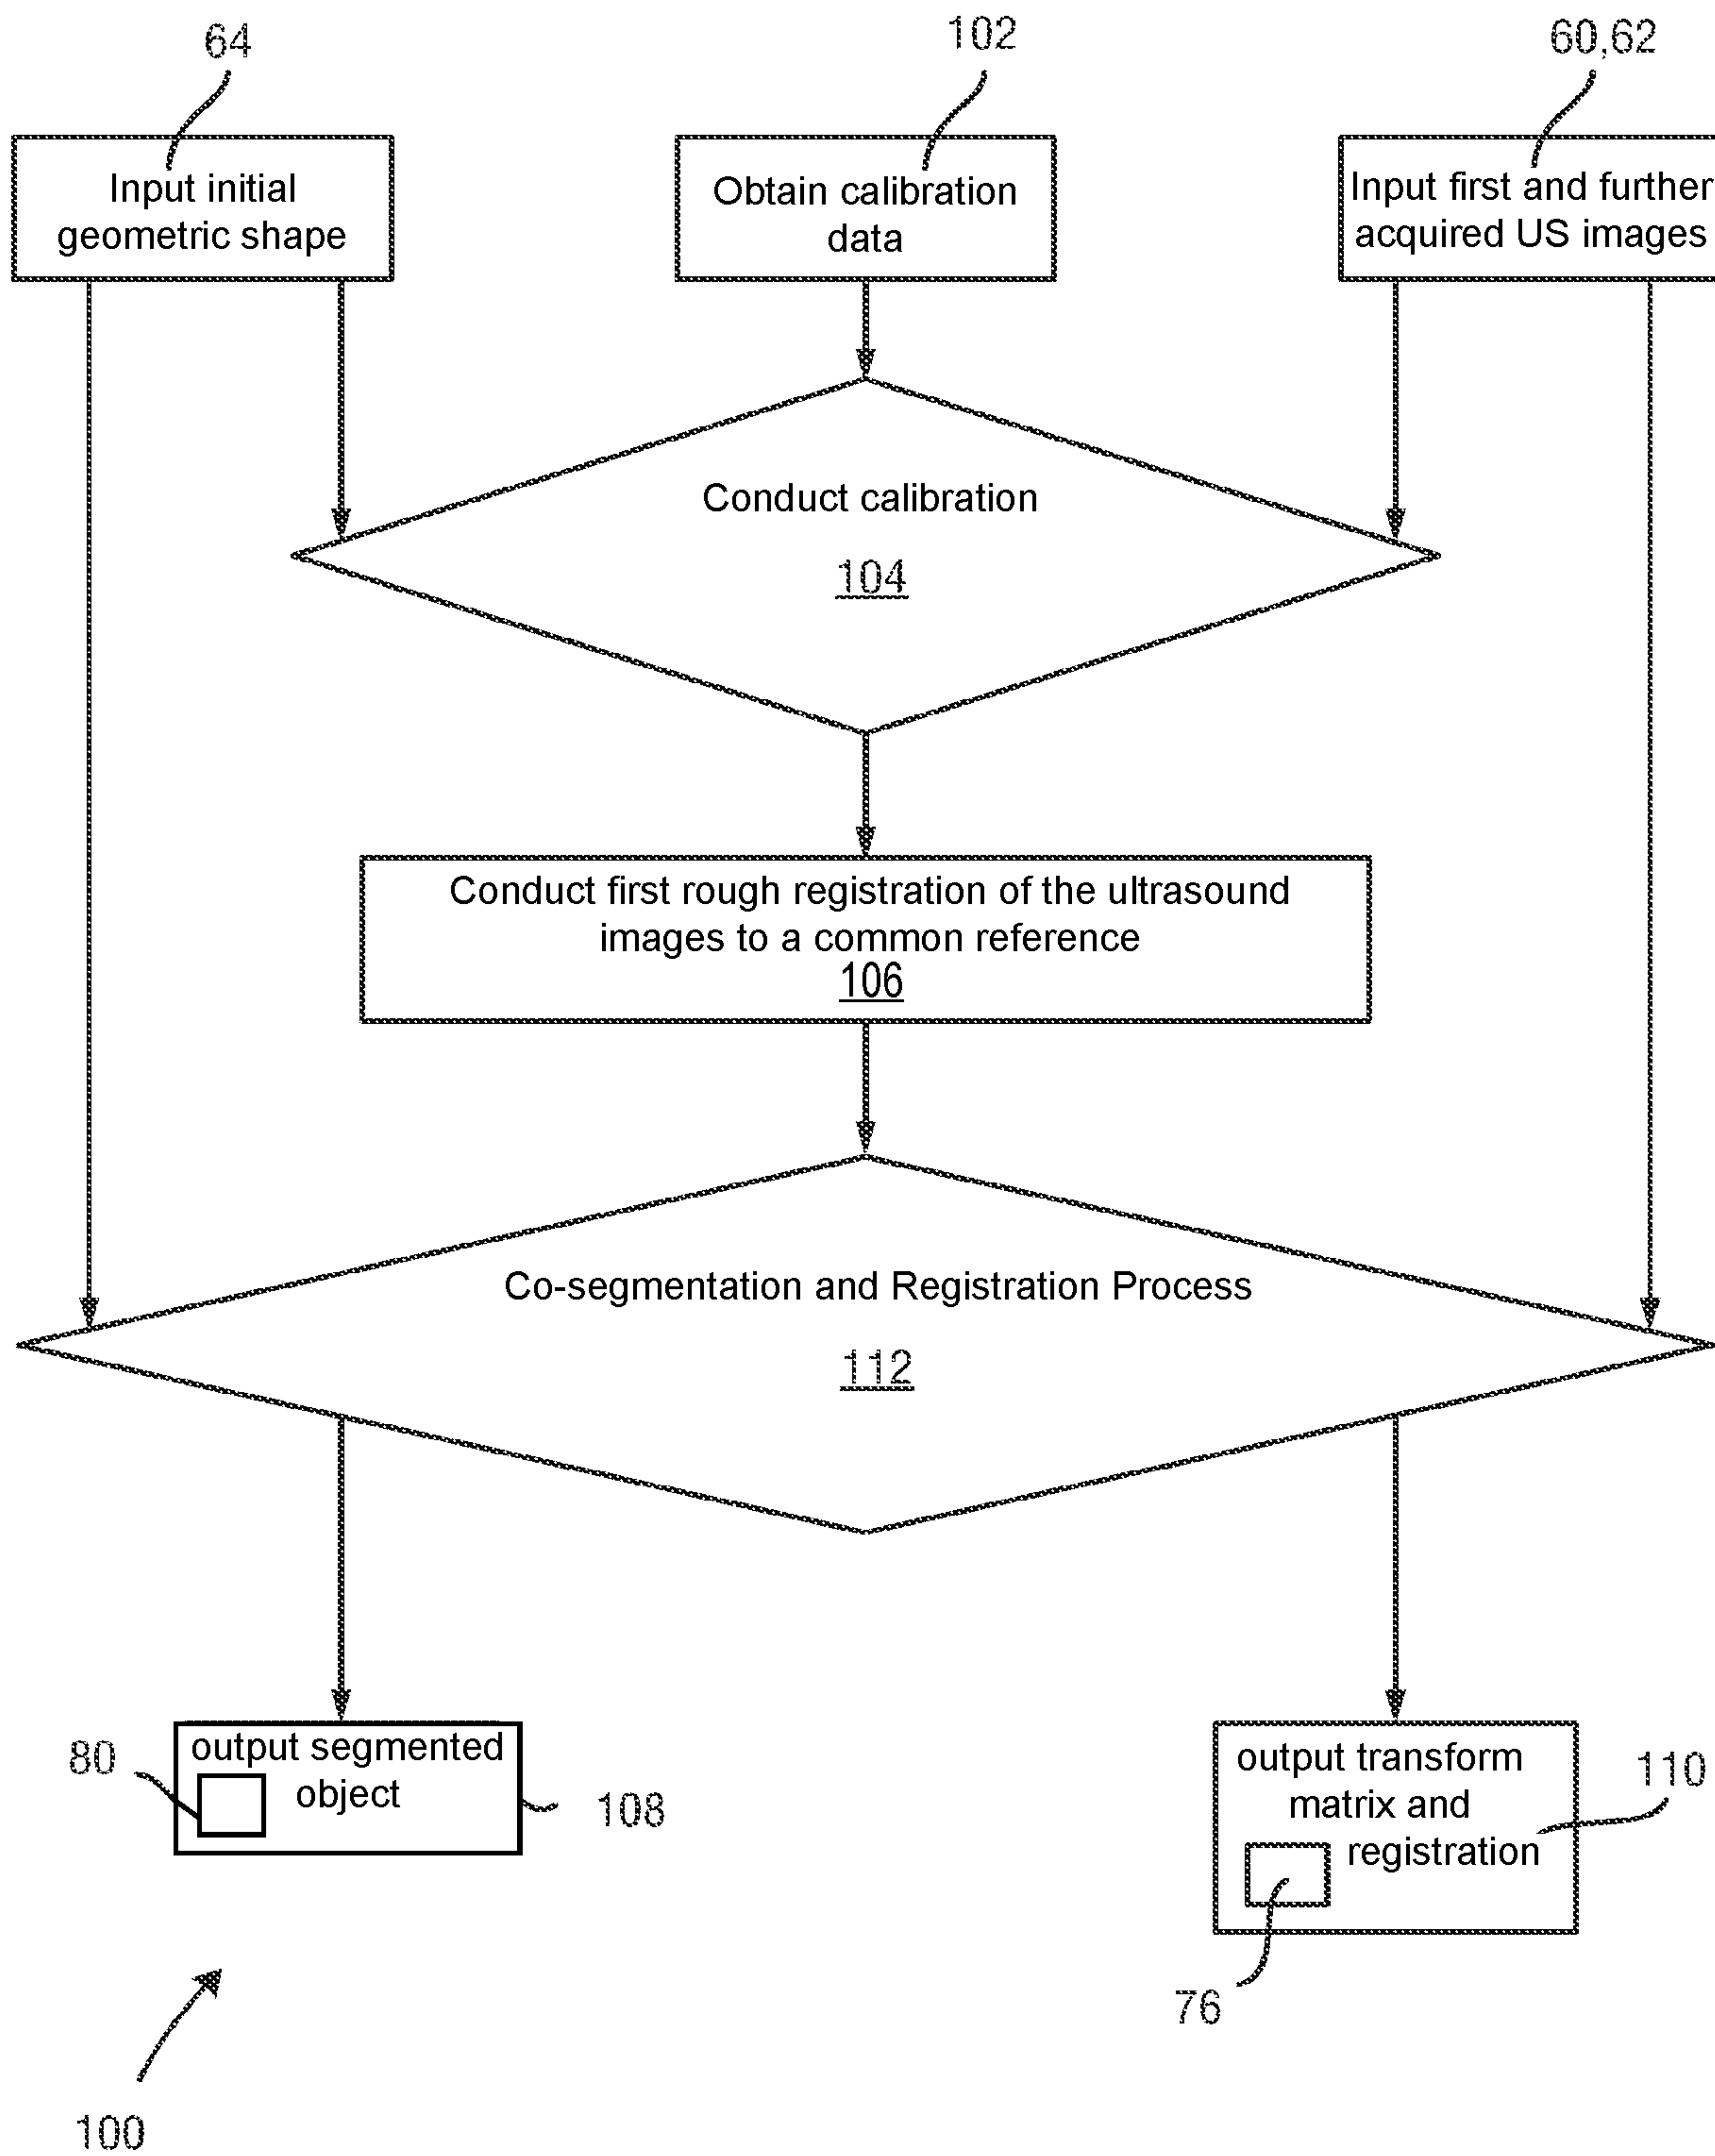 64
102
60,62
Input initial
geometric shape
Obtain calibration
data
Input first and further
acquired US images
Conduct calibration
104
Conduct first rough registration of the ultrasound
images to a common reference
106
Co-segmentation and Registration Process
112
80
output segmented
object
108
output transform
matrix and
registration
110
76
100